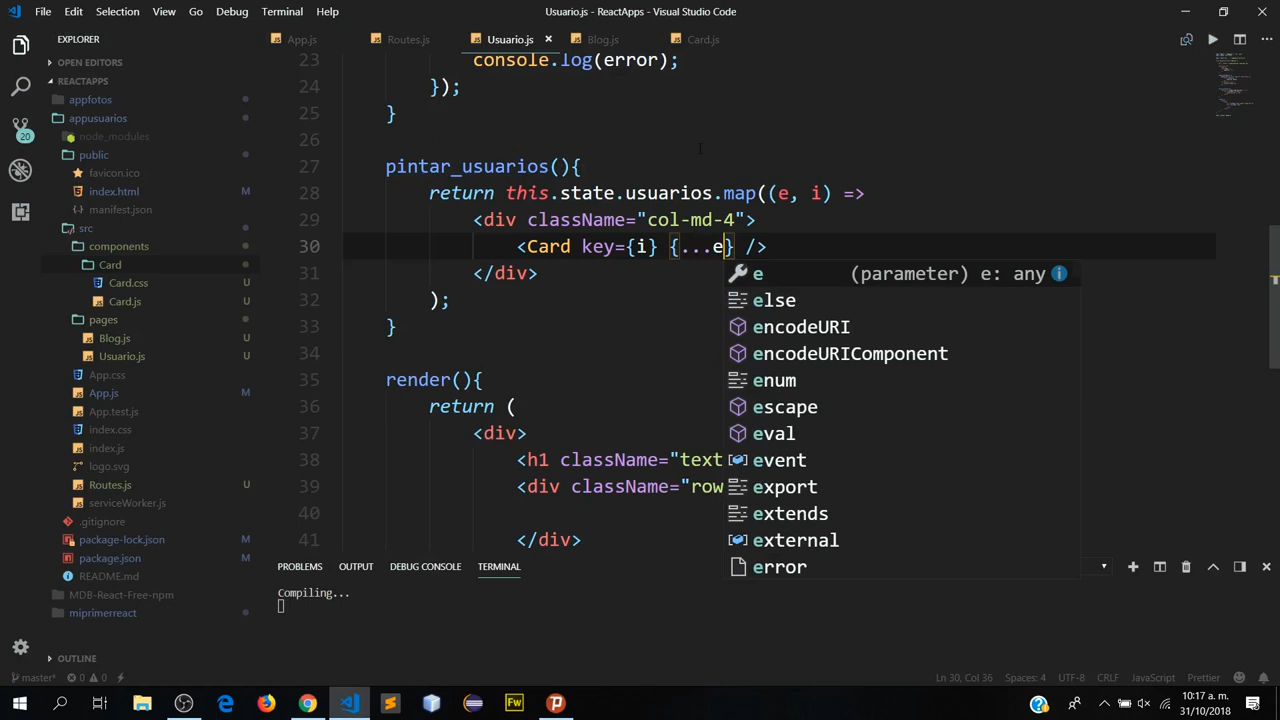 File Edit Selection View Go Debug Terminal Help
Usuario.js - ReactApps - Visual Studio Code
EXPLORER
App.js Routes.js Usuario.js Blog.js Card.js
OPEN EDITORS
REACTAPPS
appfotos
appusuarios
node_modules
public
favicon.ico
index.html M
manifest.json
src
components
Card
Card.css U
Card.js U
pages
Blog.js U
Usuario.js U
App.css
App.js M
App.test.js
index.css
index.js
logo.svg
Routes.js U
serviceWorker.js
.gitignore
package-lock.json M
package.json M
README.md
MDB-React-Free-npm
miprimerreact
OUTLINE
20
23 console.log(error);
24 });
25 }
26
27 pintar_usuarios(){
28 return this.state.usuarios.map((e, i) =>
29 <div className="col-md-4">
30 <Card key={i} {...e} />
31 </div>
32 );
33 }
34
35 render(){
36 return (
37 <div>
38 <h1 className="text
39 <div className="row
40
41 </div>
e (parameter) e: any
else
encodeURI
encodeURIComponent
enum
escape
eval
event
export
extends
external
error
PROBLEMS OUTPUT DEBUG CONSOLE TERMINAL
Compiling...
master* 0 0 Ln 30, Col 36 Spaces: 4 UTF-8 CRLF JavaScript Prettier
Fw
10:17 a. m.
31/10/2018